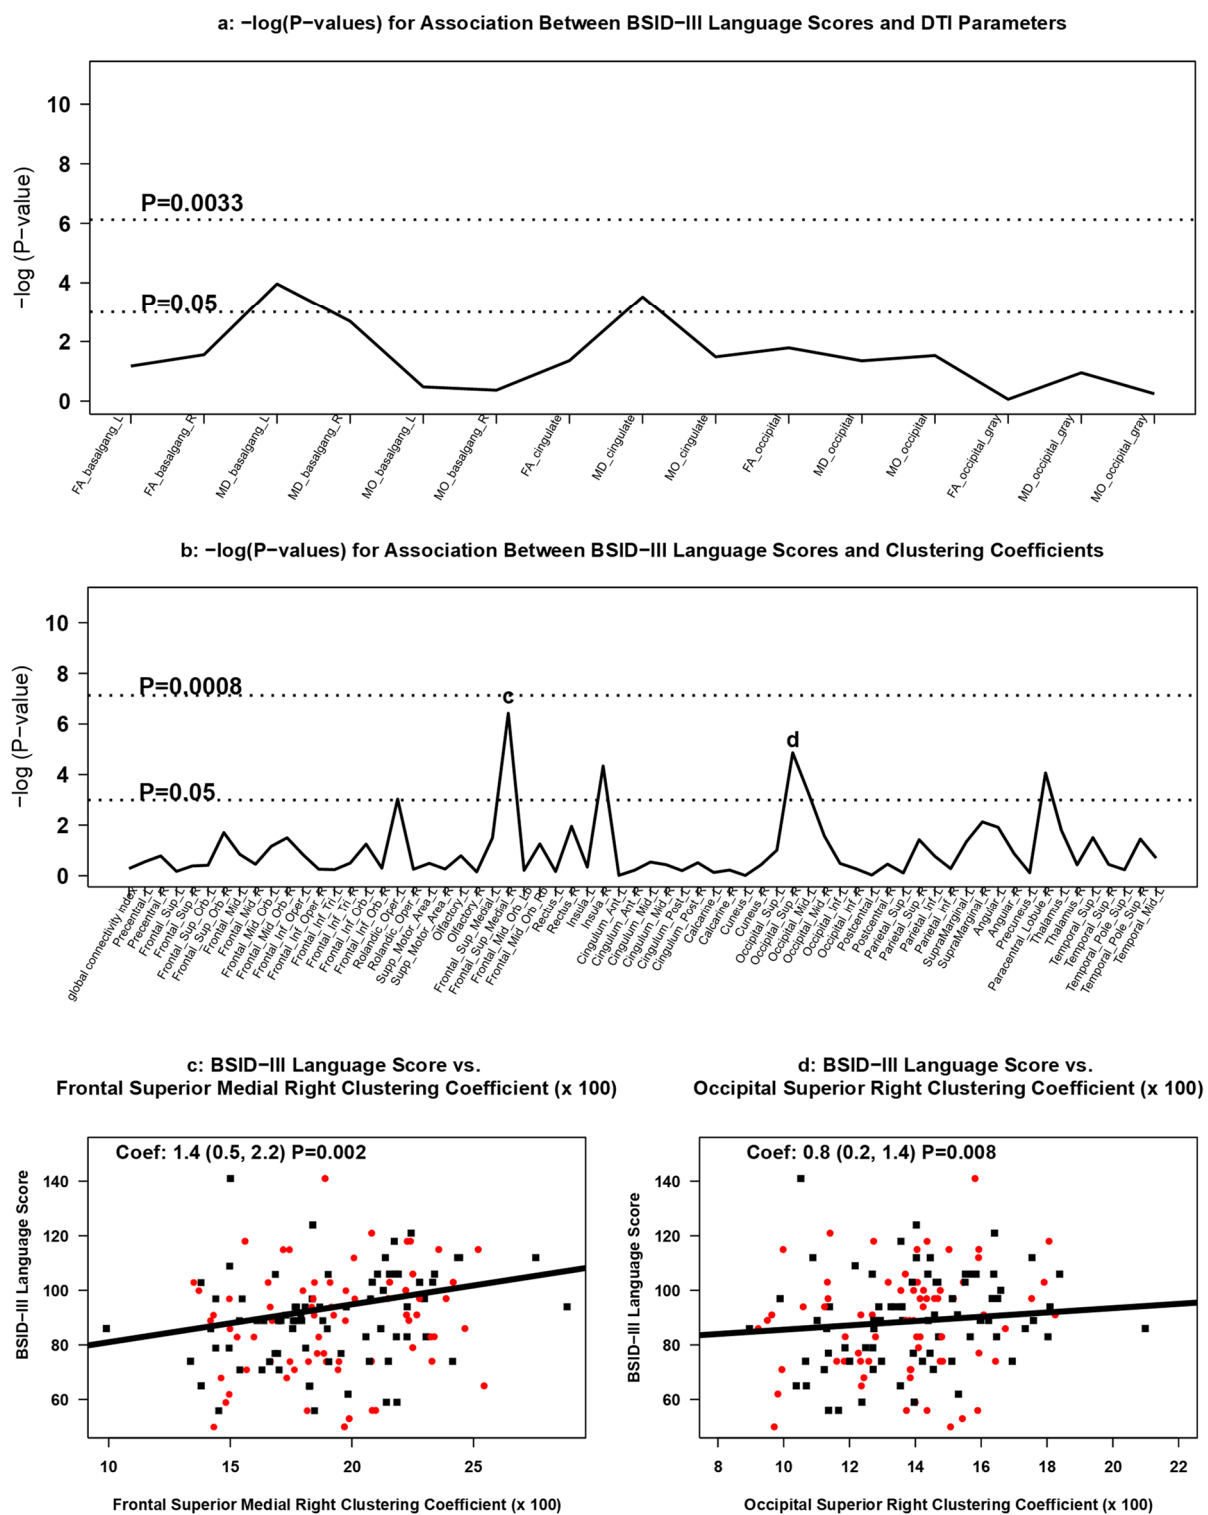 a: −log(P−values) for Association Between BSID−III Language Scores and DTI Parameters
−log (P−value)
10
8
6
4
2
0
P=0.0033
P=0.05
FA_basalgang_L
FA_basalgang_R
MD_basalgang_L
MD_basalgang_R
MO_basalgang_L
MO_basalgang_R
FA_cingulate
MD_cingulate
MO_cingulate
FA_occipital
MD_occipital
MO_occipital
FA_occipital_gray
MD_occipital_gray
MO_occipital_gray
b: −log(P−values) for Association Between BSID−III Language Scores and Clustering Coefficients
−log (P−value)
10
8
6
4
2
0
P=0.0008
P=0.05
c
d
global connectivity index
Precentral_L
Precentral_R
Frontal_Sup_L
Frontal_Sup_R
Frontal_Sup_Orb_L
Frontal_Sup_Orb_R
Frontal_Mid_L
Frontal_Mid_R
Frontal_Mid_Orb_L
Frontal_Mid_Orb_R
Frontal_Inf_Oper_L
Frontal_Inf_Oper_R
Frontal_Inf_Tri_L
Frontal_Inf_Tri_R
Frontal_Inf_Orb_L
Frontal_Inf_Orb_R
Rolandic_Oper_L
Rolandic_Oper_R
Supp_Motor_Area_L
Supp_Motor_Area_R
Olfactory_L
Olfactory_R
Frontal_Sup_Medial_L
Frontal_Sup_Medial_R
Frontal_Mid_Orb_Lb
Frontal_Mid_Orb_Rb
Rectus_L
Rectus_R
Insula_L
Insula_R
Cingulum_Ant_L
Cingulum_Ant_R
Cingulum_Mid_L
Cingulum_Mid_R
Cingulum_Post_L
Cingulum_Post_R
Calcarine_L
Calcarine_R
Cuneus_L
Cuneus_R
Occipital_Sup_L
Occipital_Sup_R
Occipital_Mid_L
Occipital_Mid_R
Occipital_Inf_L
Occipital_Inf_R
Postcentral_L
Postcentral_R
Parietal_Sup_L
Parietal_Sup_R
Parietal_Inf_L
Parietal_Inf_R
SupraMarginal_L
SupraMarginal_R
Angular_L
Angular_R
Precuneus_L
Paracentral_Lobule_R
Thalamus_L
Thalamus_R
Temporal_Sup_L
Temporal_Sup_R
Temporal_Pole_Sup_L
Temporal_Pole_Sup_R
Temporal_Mid_L
c: BSID−III Language Score vs.
Frontal Superior Medial Right Clustering Coefficient (x 100)
Coef: 1.4 (0.5, 2.2) P=0.002
BSID−III Language Score
140
120
100
80
60
10
15
20
25
Frontal Superior Medial Right Clustering Coefficient (x 100)
d: BSID−III Language Score vs.
Occipital Superior Right Clustering Coefficient (x 100)
Coef: 0.8 (0.2, 1.4) P=0.008
BSID−III Language Score
140
120
100
80
60
8
10
12
14
16
18
20
22
Occipital Superior Right Clustering Coefficient (x 100)